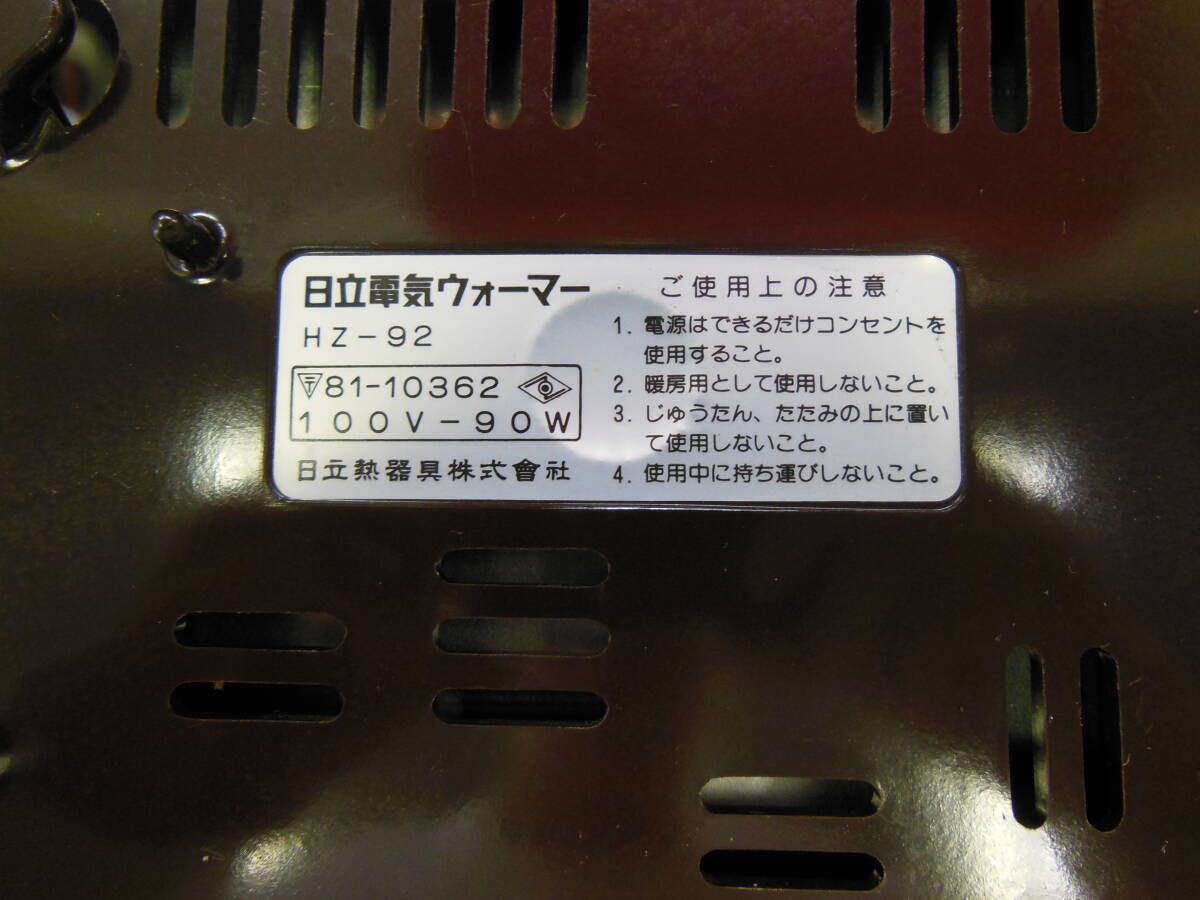 日立電気ウォーマー
HZ-92
〒81-10362
100V-90W
日立熱器具株式會社
ご使用上の注意
1. 電源はできるだけコンセントを
使用すること。
2. 暖房用として使用しないこと。
3. じゅうたん、たたみの上に置い
て使用しないこと。
4. 使用中に持ち運びしないこと。